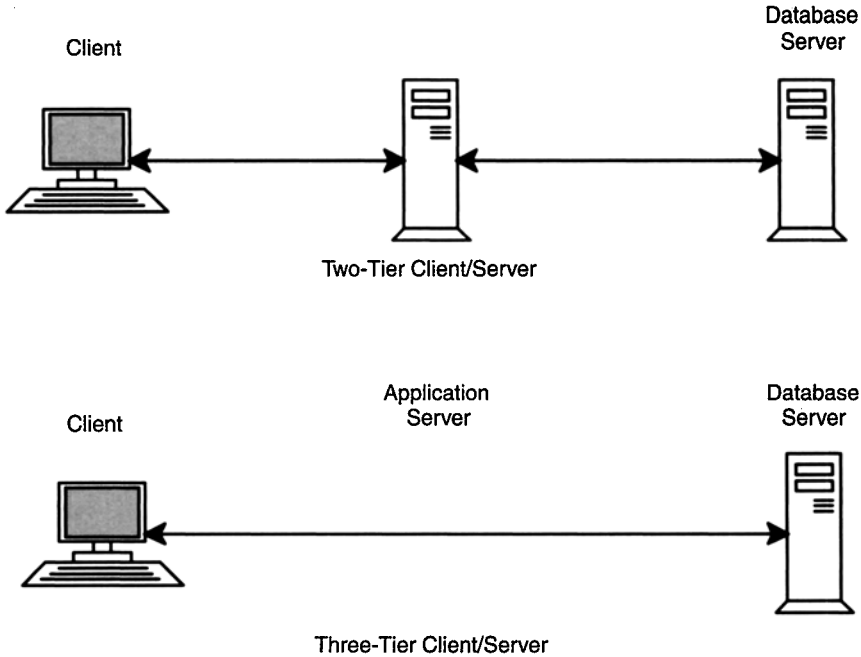 Client
Database
Server
Two-Tier Client/Server
Client
Application
Server
Database
Server
Three-Tier Client/Server